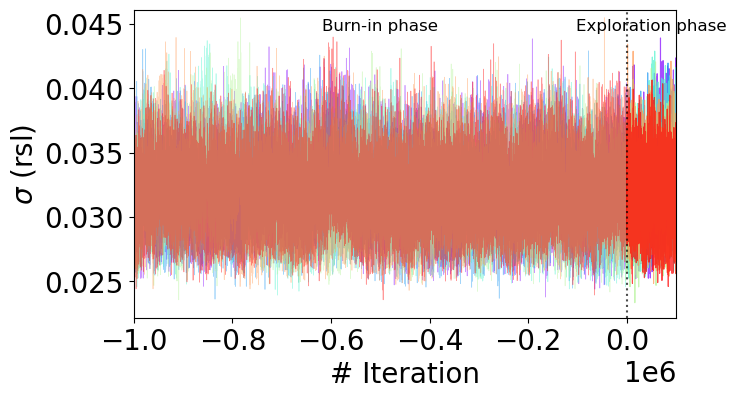 Burn-in phase
Exploration phase
0.045
0.040
0.035
0.030
0.025
σ (rsl)
−1.0
−0.8
−0.6
−0.4
−0.2
0.0
1e6
# Iteration